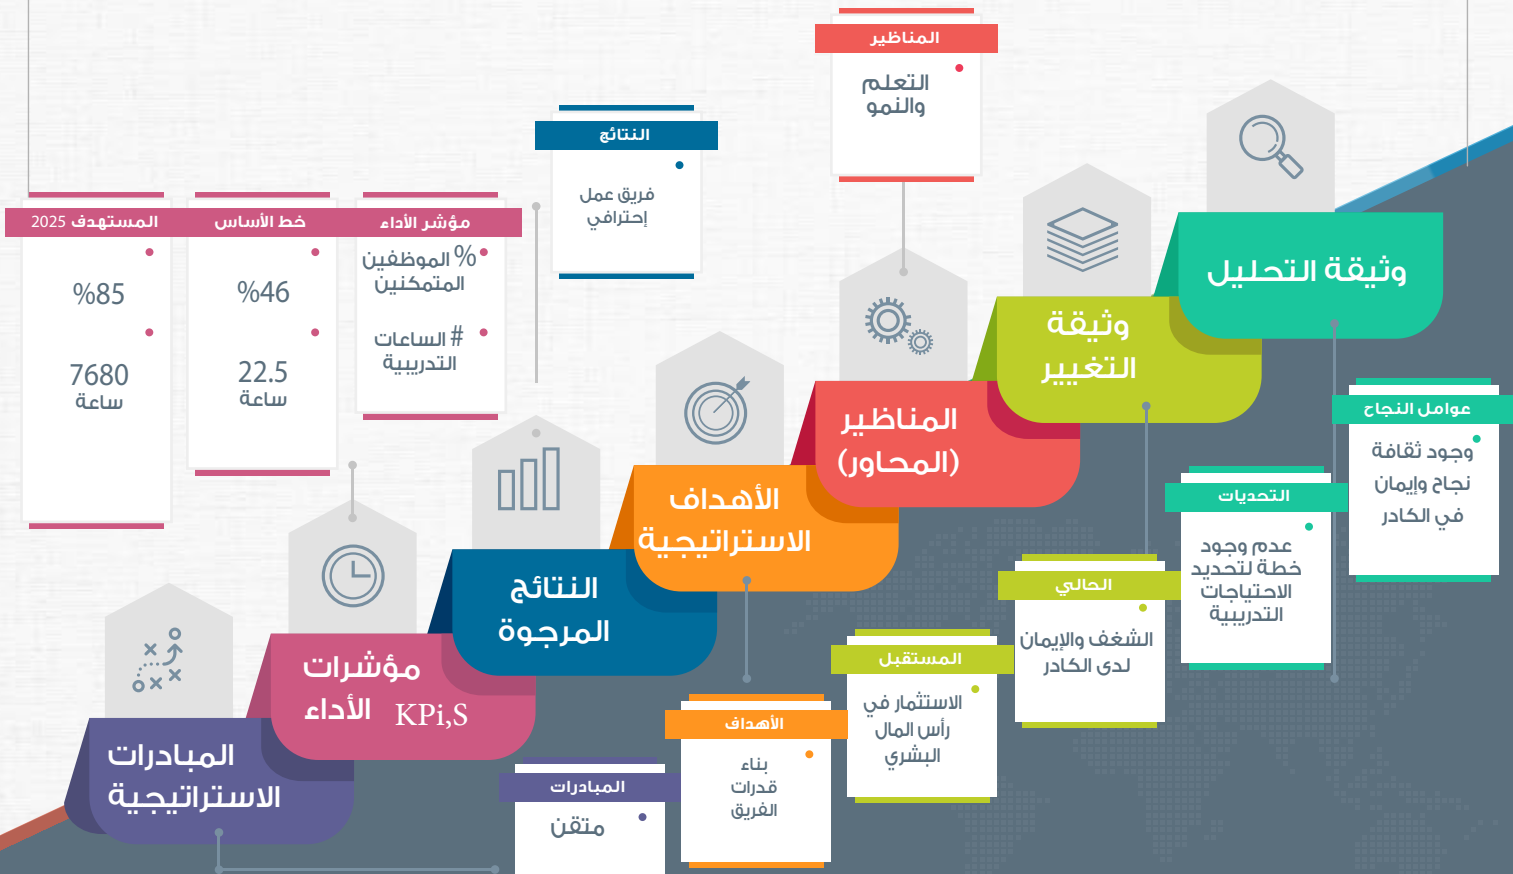 المناظير
التعلم
والنمو
النتائج
فريق عمل
إحترافي
مؤشر الأداء
% الموظفين
المتمكنين
# الساعات
التدريبية
خط الأساس
%46
22.5
ساعة
المستهدف 2025
%85
7680
ساعة
وثيقة التحليل
وثيقة
التغيير
المناظير
(المحاور)
الأهداف
الاستراتيجية
النتائج
المرجوة
مؤشرات
الأداء KPi,S
المبادرات
الاستراتيجية
عوامل النجاح
وجود ثقافة
نجاح وإيمان
في الكادر
التحديات
عدم وجود
خطة لتحديد
الاحتياجات
التدريبية
الحالي
الشغف والإيمان
لدى الكادر
المستقبل
الاستثمار في
رأس المال
البشري
الأهداف
بناء
قدرات
الفريق
المبادرات
متقن